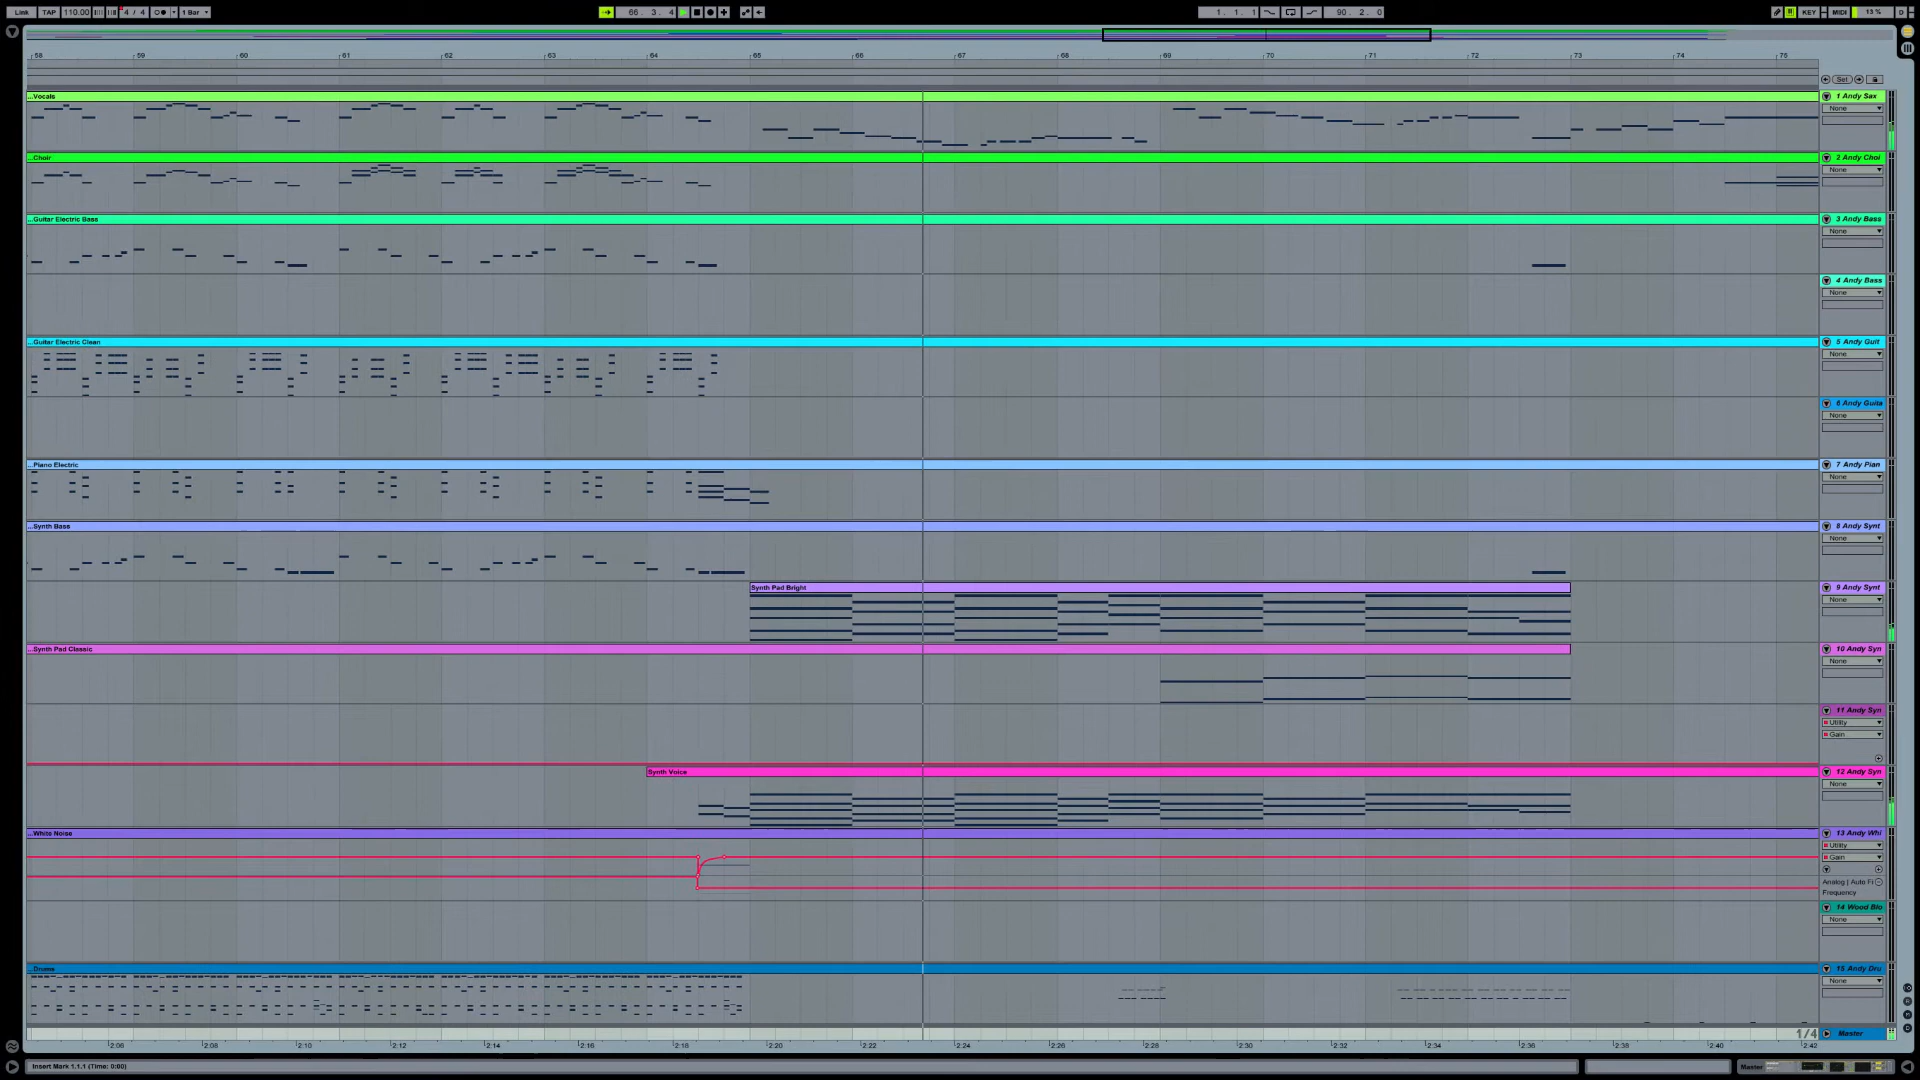 Link TAP 110.00 4 / 4 1 Bar 66. 3. 4 1. 1. 1 90. 2. 0 KEY MIDI 13 % D
58 59 60 61 62 63 64 65 66 67 68 69 70 71 72 73 74 75
Set
...Vocals 1 Andy Sax
None
...Choir 2 Andy Choi
None
...Guitar Electric Bass 3 Andy Bass
None
4 Andy Bass
None
...Guitar Electric Clean 5 Andy Guit
None
6 Andy Guita
None
...Piano Electric 7 Andy Pian
None
...Synth Bass 8 Andy Synt
None
Synth Pad Bright 9 Andy Synt
None
...Synth Pad Classic 10 Andy Syn
None
11 Andy Syn
Utility
Gain
Synth Voice 12 Andy Syn
None
...White Noise 13 Andy Whi
Utility
Gain
Analog | Auto Fi
Frequency
14 Wood Blo
None
...Drums 15 Andy Dru
None
1/4 Master
2:06 2:08 2:10 2:12 2:14 2:16 2:18 2:20 2:22 2:24 2:26 2:28 2:30 2:32 2:34 2:36 2:38 2:40 2:42
Insert Mark 1.1.1 (Time: 0:00) Master